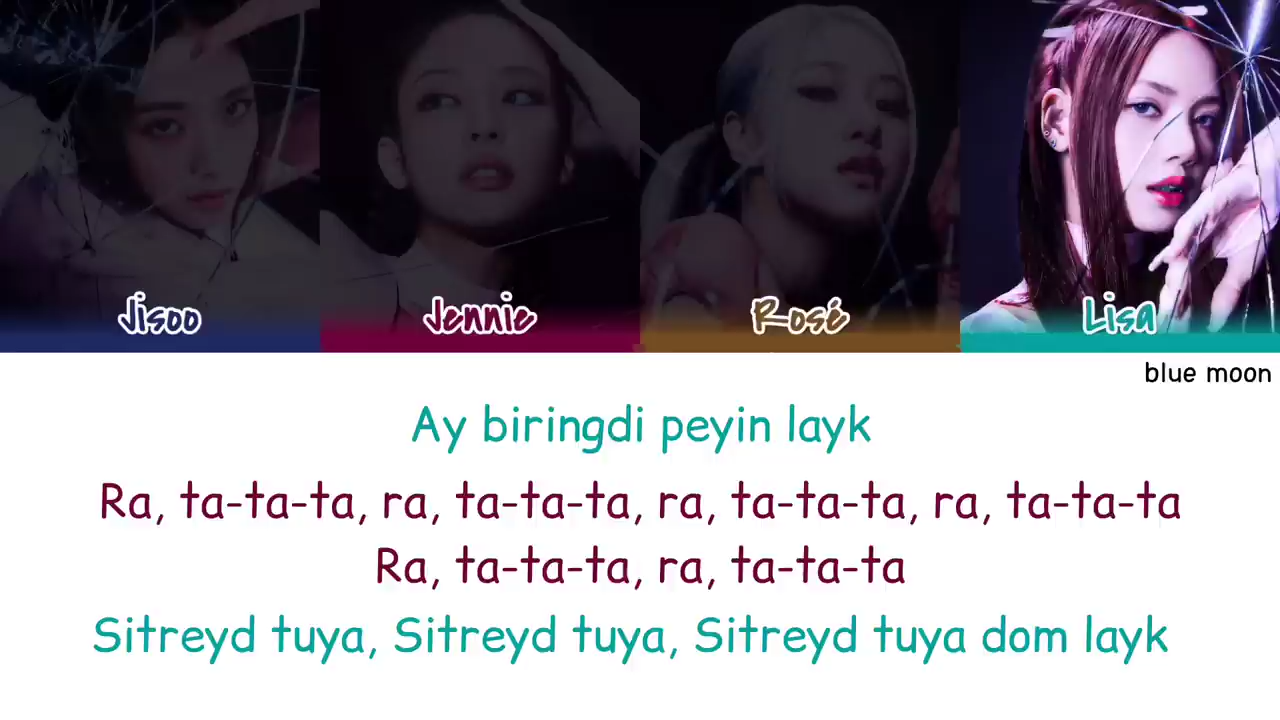 Jisoo Jennie Rosé Lisa
blue moon
Ay biringdi peyin layk
Ra, ta-ta-ta, ra, ta-ta-ta, ra, ta-ta-ta, ra, ta-ta-ta
Ra, ta-ta-ta, ra, ta-ta-ta
Sitreyd tuya, Sitreyd tuya, Sitreyd tuya dom layk